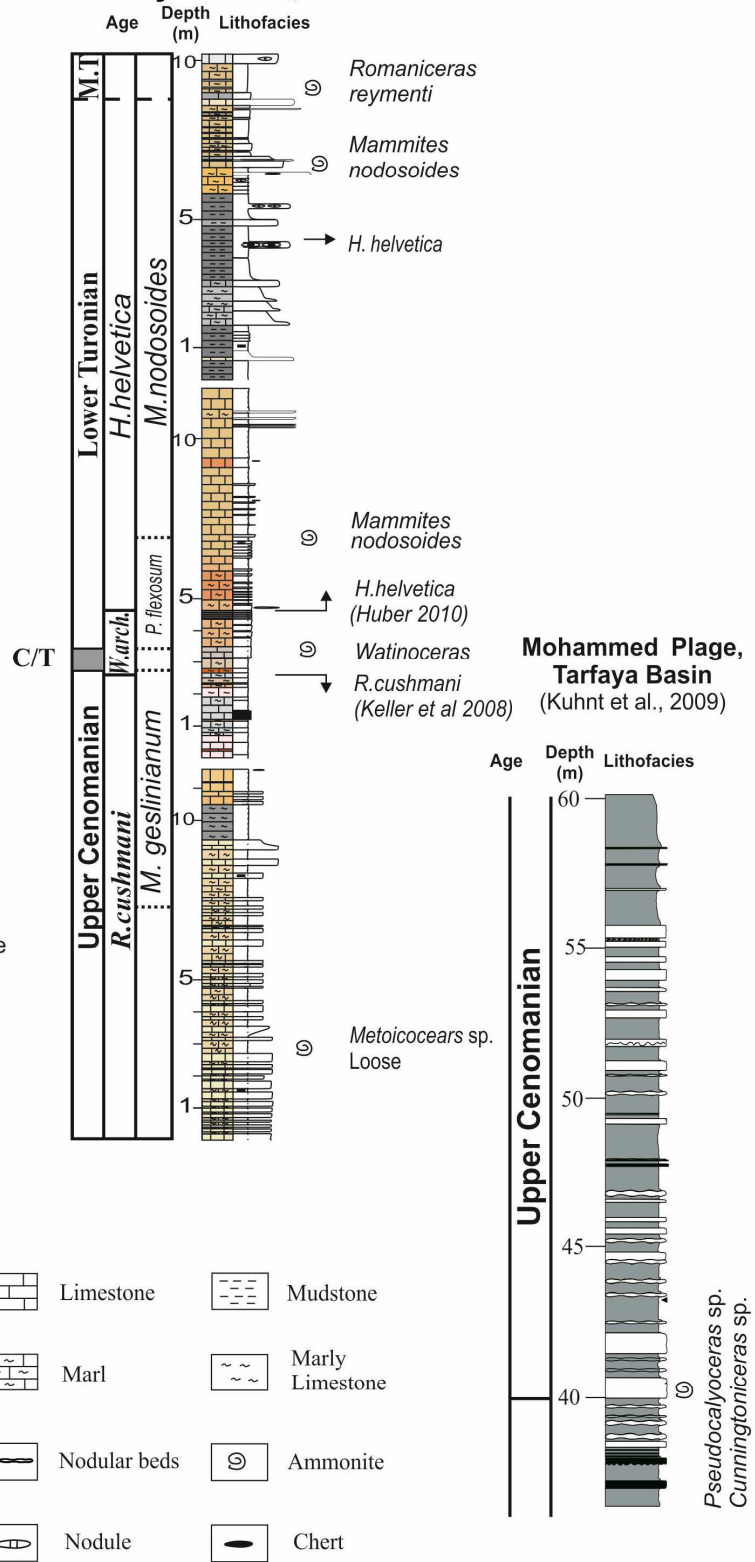 Age
Depth
(m)
Lithofacies
M.T
Lower Turonian
H.helvetica
M.nodosoides
P. flexosum
W.arch.
C/T
Upper Cenomanian
R.cushmani
M. geslinianum
10
5
1
10
5
1
10
5
1
Romaniceras
reymenti
Mammites
nodosoides
H. helvetica
Mammites
nodosoides
H.helvetica
(Huber 2010)
Watinoceras
R.cushmani
(Keller et al 2008)
Metoicocears sp.
Loose
Mohammed Plage,
Tarfaya Basin
(Kuhnt et al., 2009)
Age
Depth
(m)
Lithofacies
60
55
50
45
40
Upper Cenomanian
Pseudocalyoceras sp.
Cunningtoniceras sp.
e
Limestone
Mudstone
Marl
Marly
Limestone
Nodular beds
Ammonite
Nodule
Chert